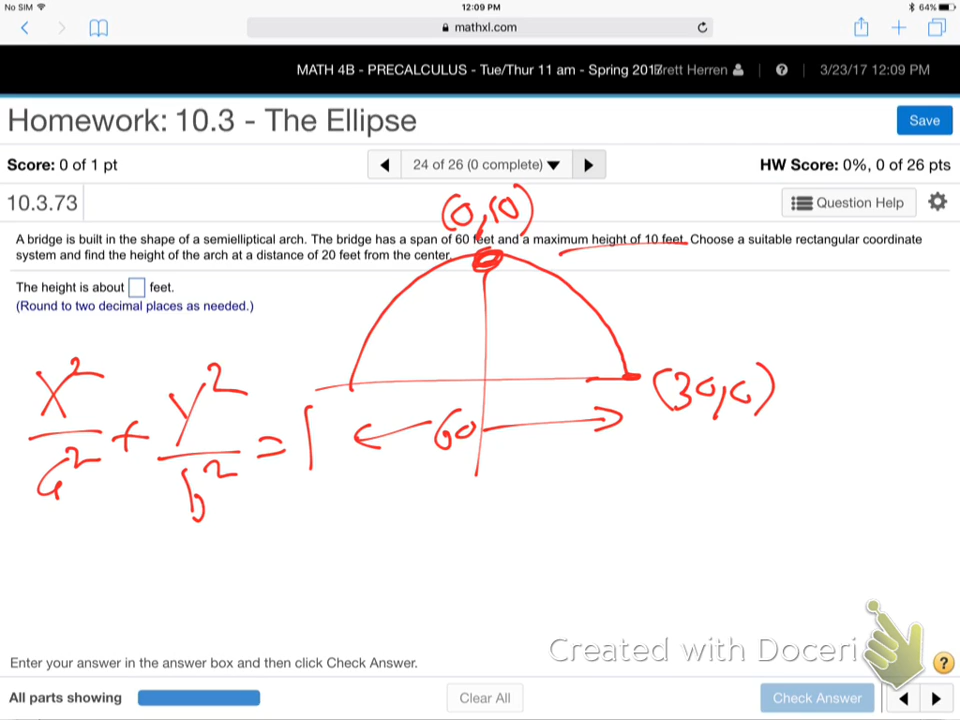 No SIM 12:09 PM 64%
mathxl.com
MATH 4B - PRECALCULUS - Tue/Thur 11 am - Spring 2017 rett Herren ? 3/23/17 12:09 PM
Homework: 10.3 - The Ellipse Save
Score: 0 of 1 pt 24 of 26 (0 complete) HW Score: 0%, 0 of 26 pts
10.3.73 Question Help
(0,10)
A bridge is built in the shape of a semielliptical arch. The bridge has a span of 60 feet and a maximum height of 10 feet. Choose a suitable rectangular coordinate
system and find the height of the arch at a distance of 20 feet from the center.
The height is about feet.
(Round to two decimal places as needed.)
x²/a² + y²/b² = 1
(30,0)
60
Created with Doceri
Enter your answer in the answer box and then click Check Answer. ?
All parts showing Clear All Check Answer